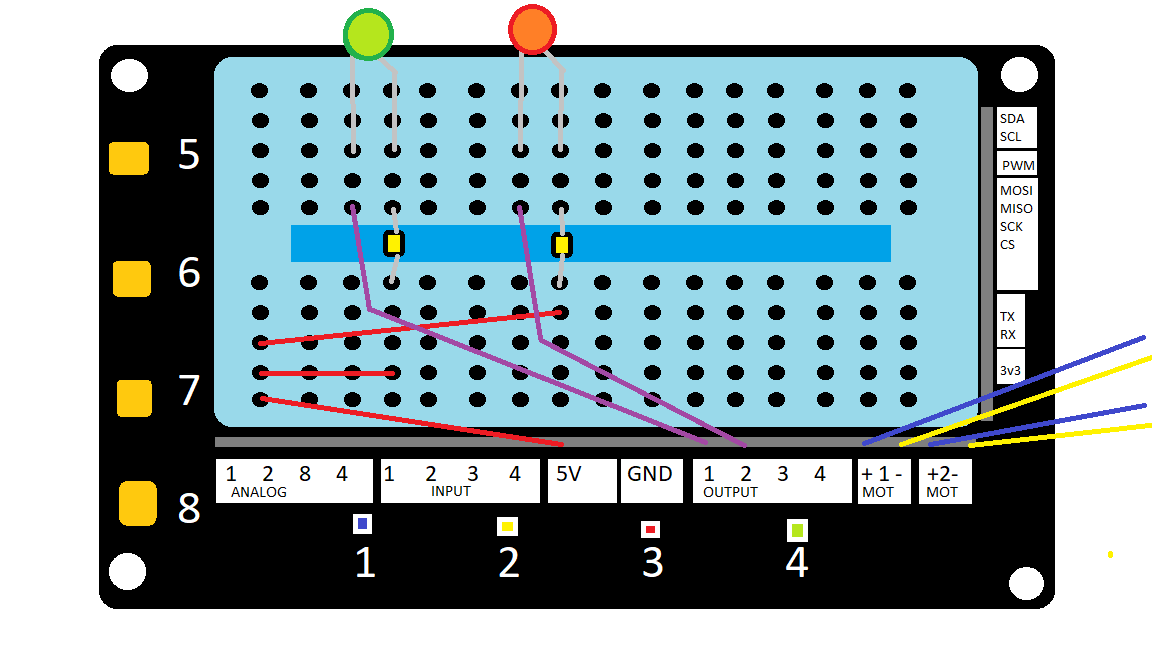 5
6
7
8
SDA
SCL
PWM
MOSI
MISO
SCK
CS
TX
RX
3v3
1 2 8 4
ANALOG
1 2 3 4
INPUT
5V
GND
1 2 3 4
OUTPUT
+ 1 -
MOT
+2-
MOT
1 2 3 4